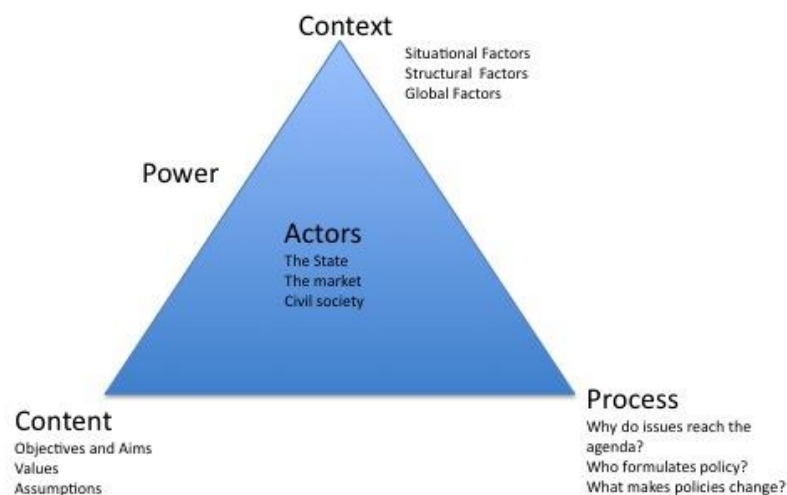 Context
Situational Factors
Structural Factors
Global Factors
Power
Actors
The State
The market
Civil society
Content
Objectives and Aims
Values
Assumptions
Process
Why do issues reach the
agenda?
Who formulates policy?
What makes policies change?